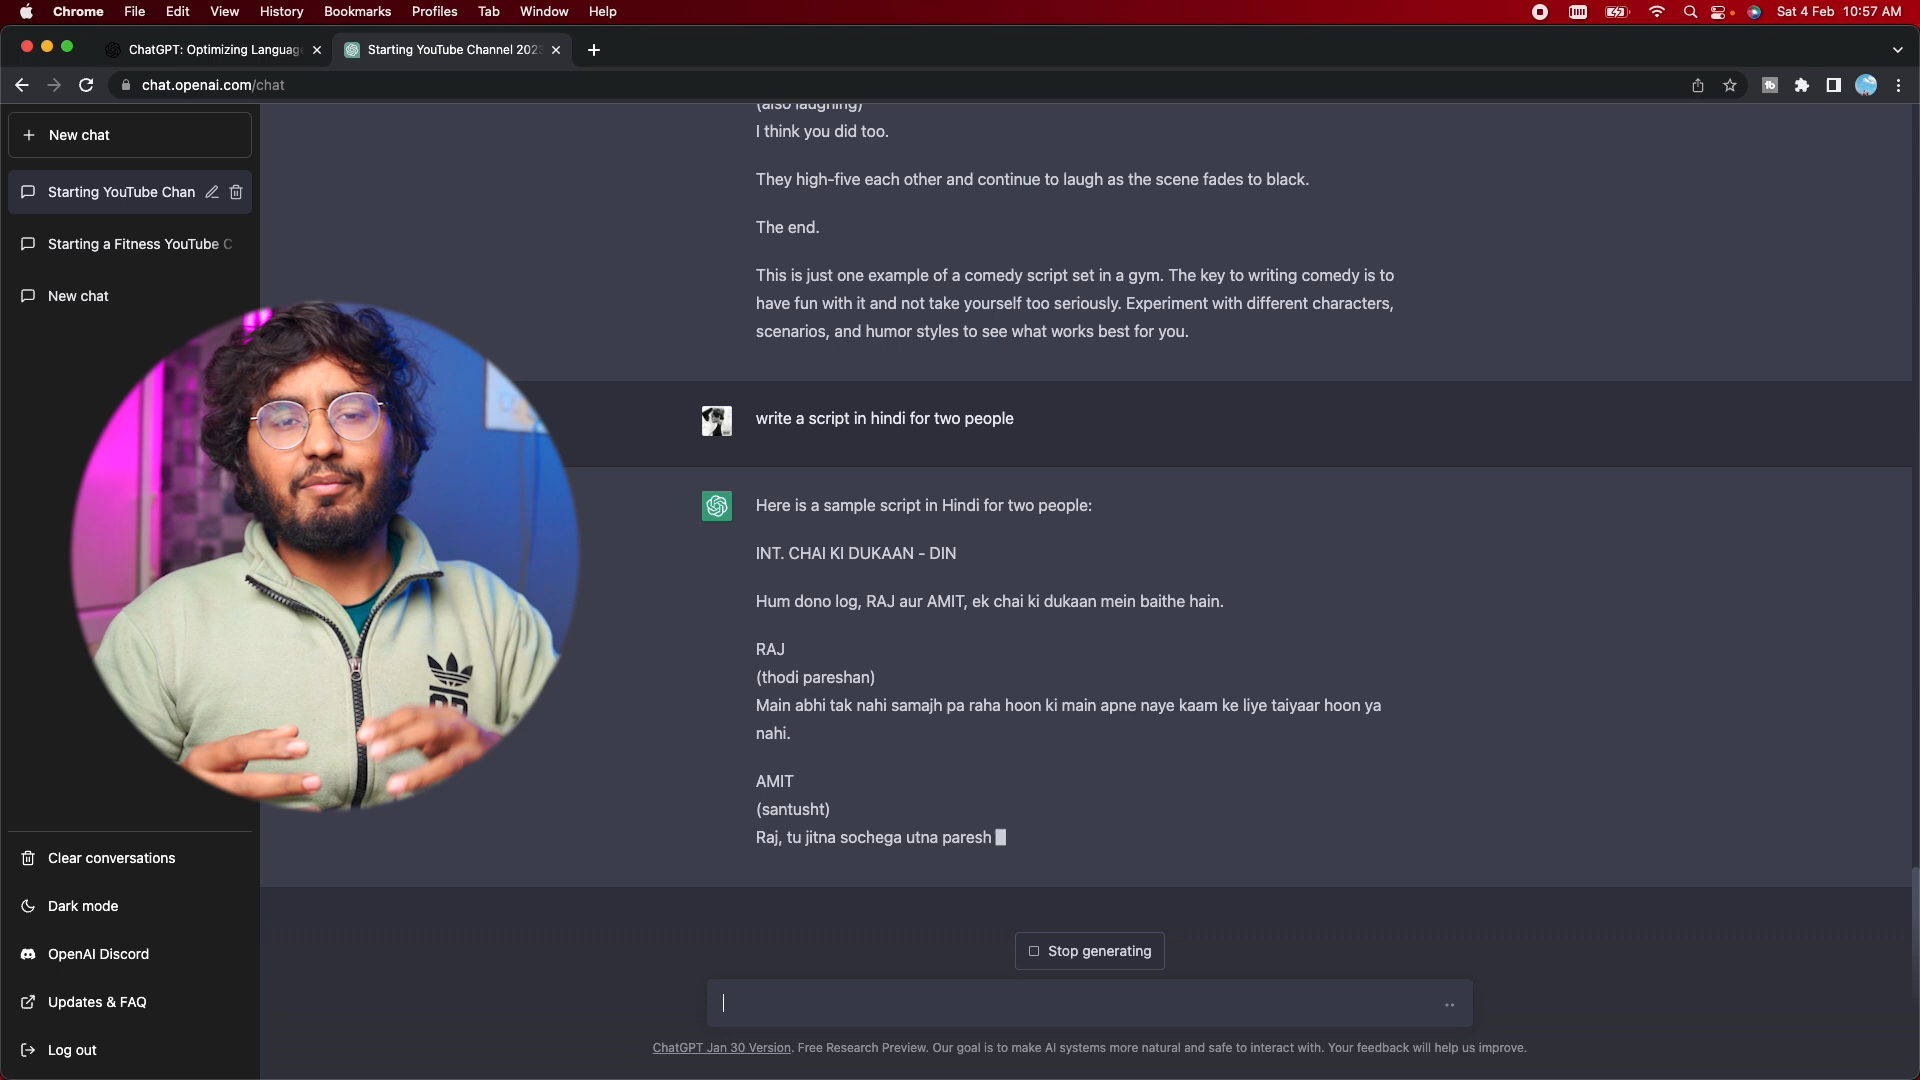 Chrome File Edit View History Bookmarks Profiles Tab Window Help
Sat 4 Feb 10:57 AM
ChatGPT: Optimizing Languag
Starting YouTube Channel 202
chat.openai.com/chat
New chat
Starting YouTube Chan
Starting a Fitness YouTube C
New chat
(also laughing)
I think you did too.
They high-five each other and continue to laugh as the scene fades to black.
The end.
This is just one example of a comedy script set in a gym. The key to writing comedy is to
have fun with it and not take yourself too seriously. Experiment with different characters,
scenarios, and humor styles to see what works best for you.
write a script in hindi for two people
Here is a sample script in Hindi for two people:
INT. CHAI KI DUKAAN - DIN
Hum dono log, RAJ aur AMIT, ek chai ki dukaan mein baithe hain.
RAJ
(thodi pareshan)
Main abhi tak nahi samajh pa raha hoon ki main apne naye kaam ke liye taiyaar hoon ya
nahi.
AMIT
(santusht)
Raj, tu jitna sochega utna paresh
Clear conversations
Dark mode
OpenAI Discord
Updates & FAQ
Log out
Stop generating
ChatGPT Jan 30 Version. Free Research Preview. Our goal is to make AI systems more natural and safe to interact with. Your feedback will help us improve.